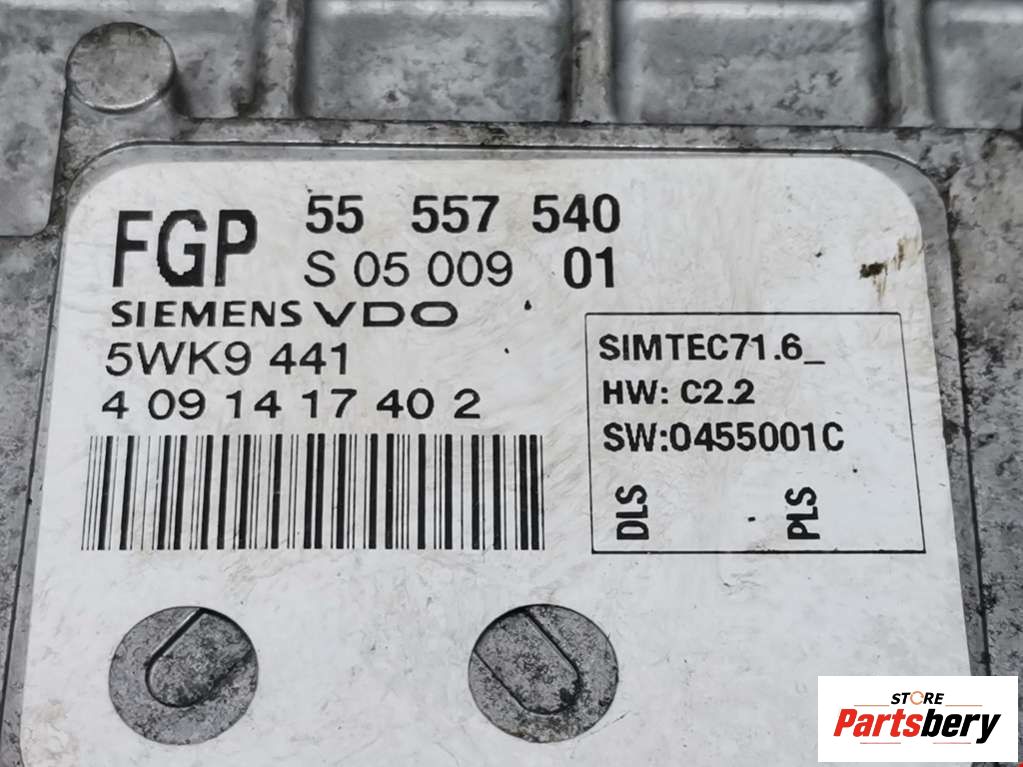 FGP 55 557 540
S 05 009 01
SIEMENS VDO
5WK9 441
4 09 14 17 40 2
SIMTEC71.6_
HW: C2.2
SW:0455001C
DLS PLS
STORE
Partsbery